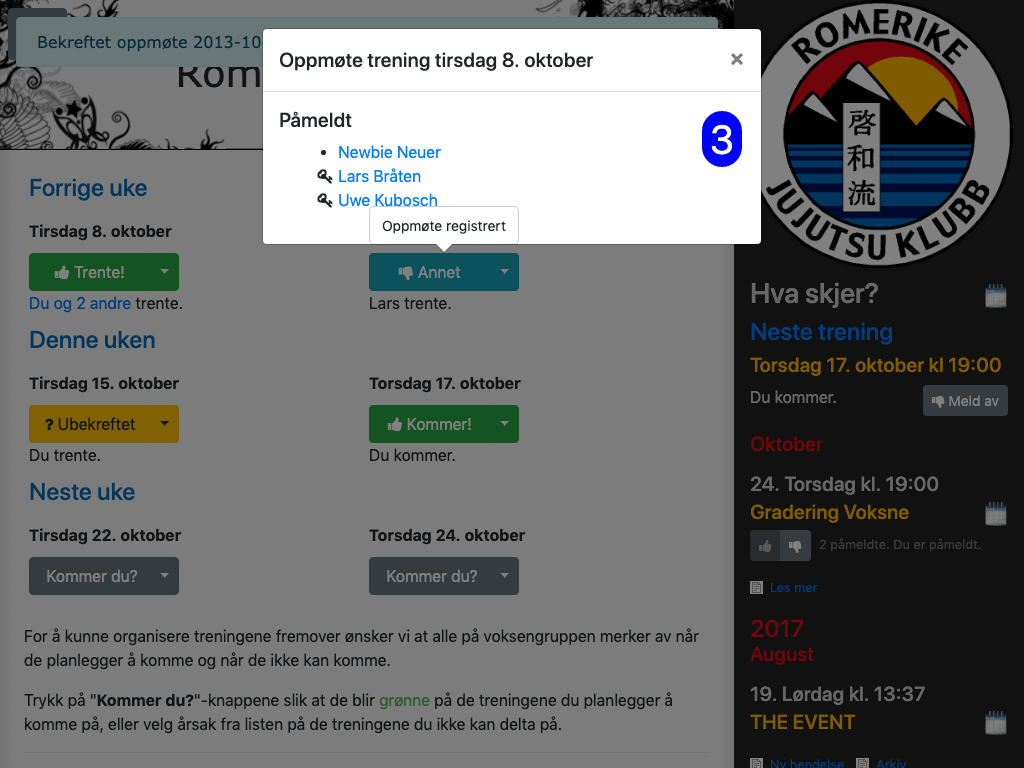 Bekreftet oppmøte 2013-10
Rom
Oppmøte trening tirsdag 8. oktober
×
Påmeldt
3
Newbie Neuer
Lars Bråten
Uwe Kubosch
Oppmøte registrert
Forrige uke
Tirsdag 8. oktober
Trente!
Annet
Du og 2 andre trente.
Lars trente.
Denne uken
Tirsdag 15. oktober
Torsdag 17. oktober
? Ubekreftet
Kommer!
Du trente.
Du kommer.
Neste uke
Tirsdag 22. oktober
Torsdag 24. oktober
Kommer du?
Kommer du?
For å kunne organisere treningene fremover ønsker vi at alle på voksengruppen merker av når
de planlegger å komme og når de ikke kan komme.
Trykk på "Kommer du?"-knappene slik at de blir grønne på de treningene du planlegger å
komme på, eller velg årsak fra listen på de treningene du ikke kan delta på.
ROMERIKE
啓
和
流
JUJUTSU KLUBB
Hva skjer?
Neste trening
Torsdag 17. oktober kl 19:00
Du kommer.
Meld av
Oktober
24. Torsdag kl. 19:00
Gradering Voksne
2 påmeldte. Du er påmeldt.
Les mer
2017
August
19. Lørdag kl. 13:37
THE EVENT
Ny hendelse
Arkiv